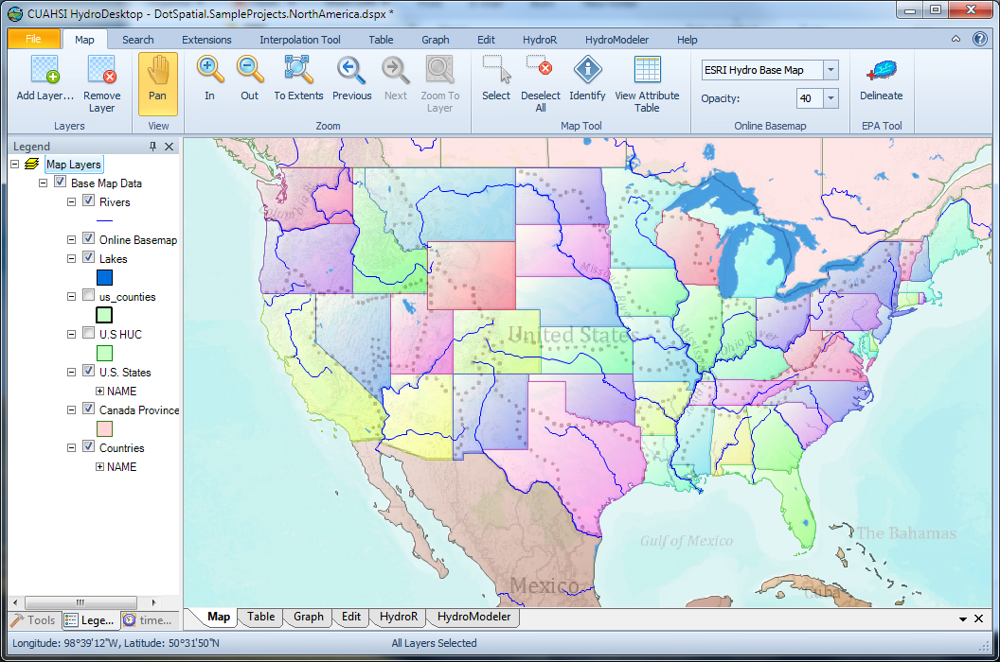 CUAHSI HydroDesktop - DotSpatial.SampleProjects.NorthAmerica.dspx *
File Map Search Extensions Interpolation Tool Table Graph Edit HydroR HydroModeler Help
Add Layer... Remove Layer
Layers
Pan
View
In Out To Extents Previous Next Zoom To Layer
Zoom
Select Deselect All Identify View Attribute Table
Map Tool
ESRI Hydro Base Map
Opacity: 40
Online Basemap
Delineate
EPA Tool
Legend
Map Layers
Base Map Data
Rivers
Online Basemap
Lakes
us_counties
U.S HUC
U.S. States
NAME
Canada Province
Countries
NAME
United States
Ohio River
Gulf of Mexico
The Bahamas
Mexico
Cuba
Tools Lege... time...
Map Table Graph Edit HydroR HydroModeler
Longitude: 98°39'12"W, Latitude: 50°31'50"N
All Layers Selected